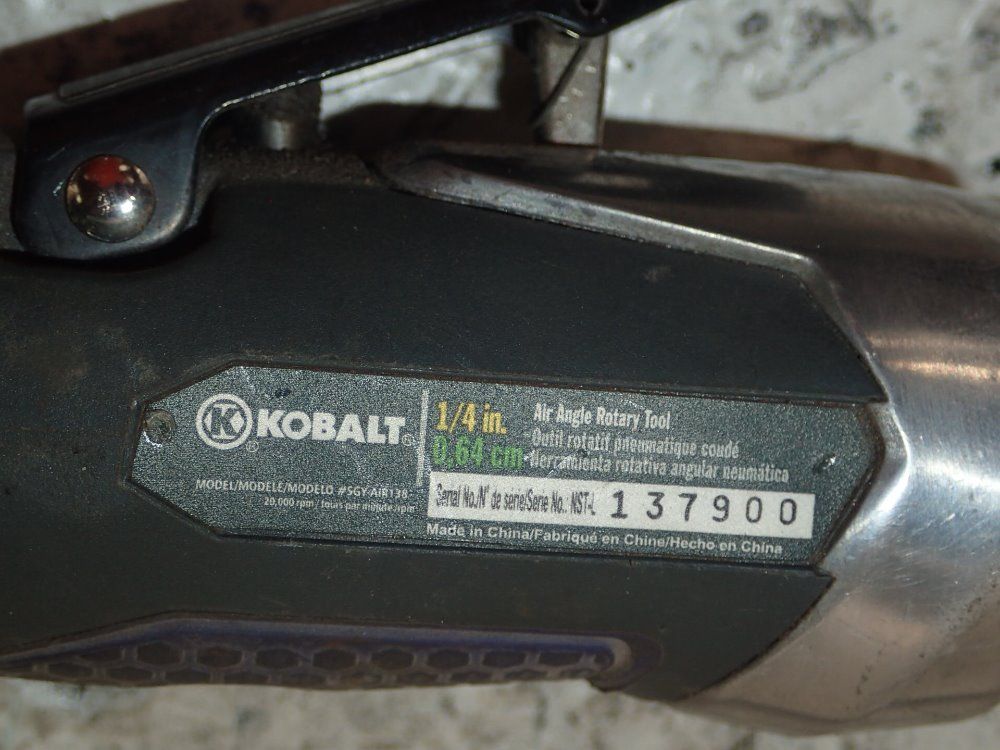 K KOBALT®
MODEL/MODELE/MODELO #SGY-AIR138
20,000 rpm / tours par minute /rpm
1/4 in.
0,64 cm
Air Angle Rotary Tool
Outil rotatif pneumatique coudé
Herramienta rotativa angular neumática
Serial No./N° de serie/Serie No.: NST-L 137900
Made in China/Fabriqué en Chine/Hecho en China